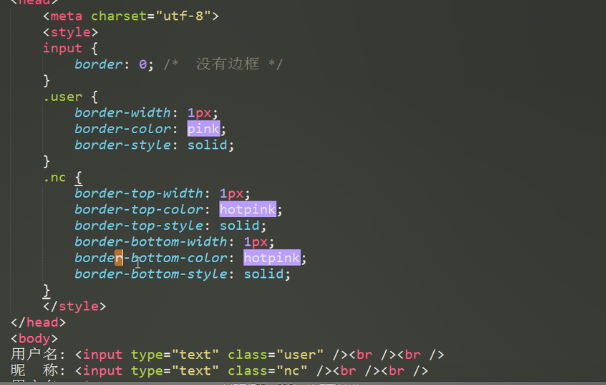 <head>
<meta charset="utf-8">
<style>
input {
border: 0; /* 没有边框 */
}
.user {
border-width: 1px;
border-color: pink;
border-style: solid;
}
.nc {
border-top-width: 1px;
border-top-color: hotpink;
border-top-style: solid;
border-bottom-width: 1px;
border-bottom-color: hotpink;
border-bottom-style: solid;
}
</style>
</head>
<body>
用户名: <input type="text" class="user" /><br /><br />
昵 称: <input type="text" class="nc" /><br /><br />